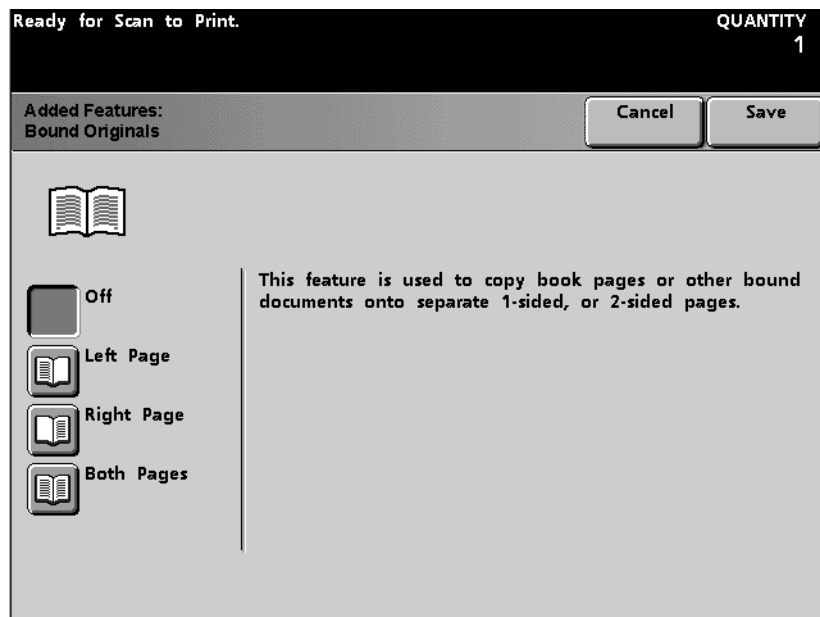 Ready for Scan to Print.
QUANTITY
1
Added Features:
Bound Originals
Cancel
Save
This feature is used to copy book pages or other bound
documents onto separate 1-sided, or 2-sided pages.
Off
Left Page
Right Page
Both Pages